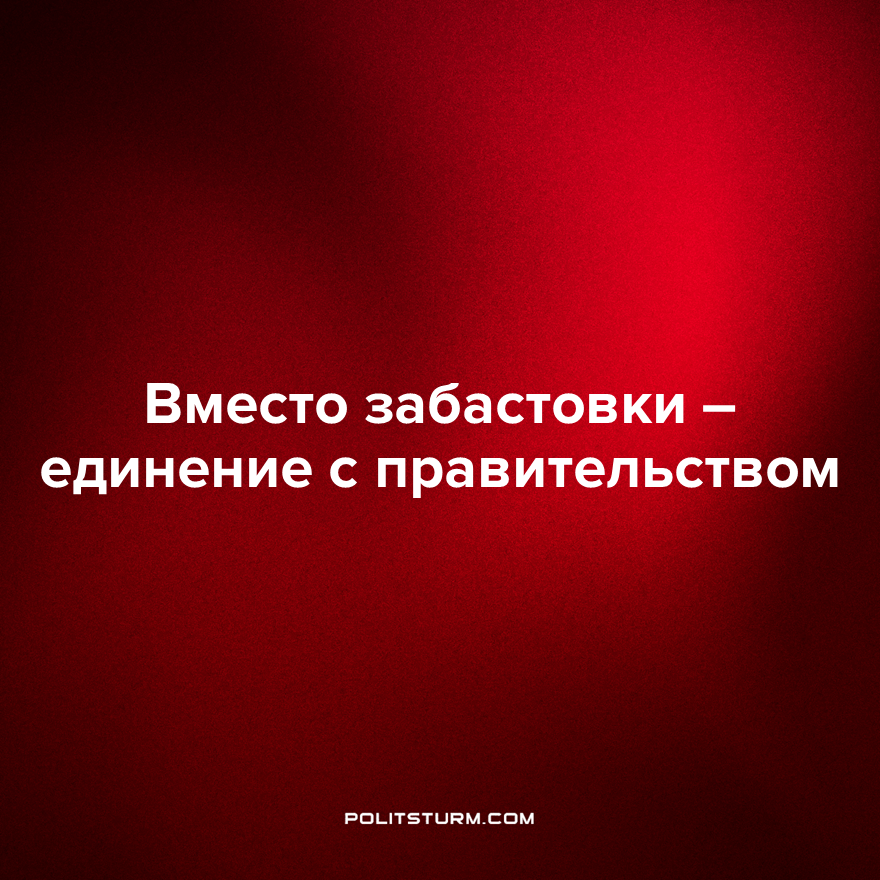 Вместо забастовки –
единение с правительством
POLITSTURM.COM